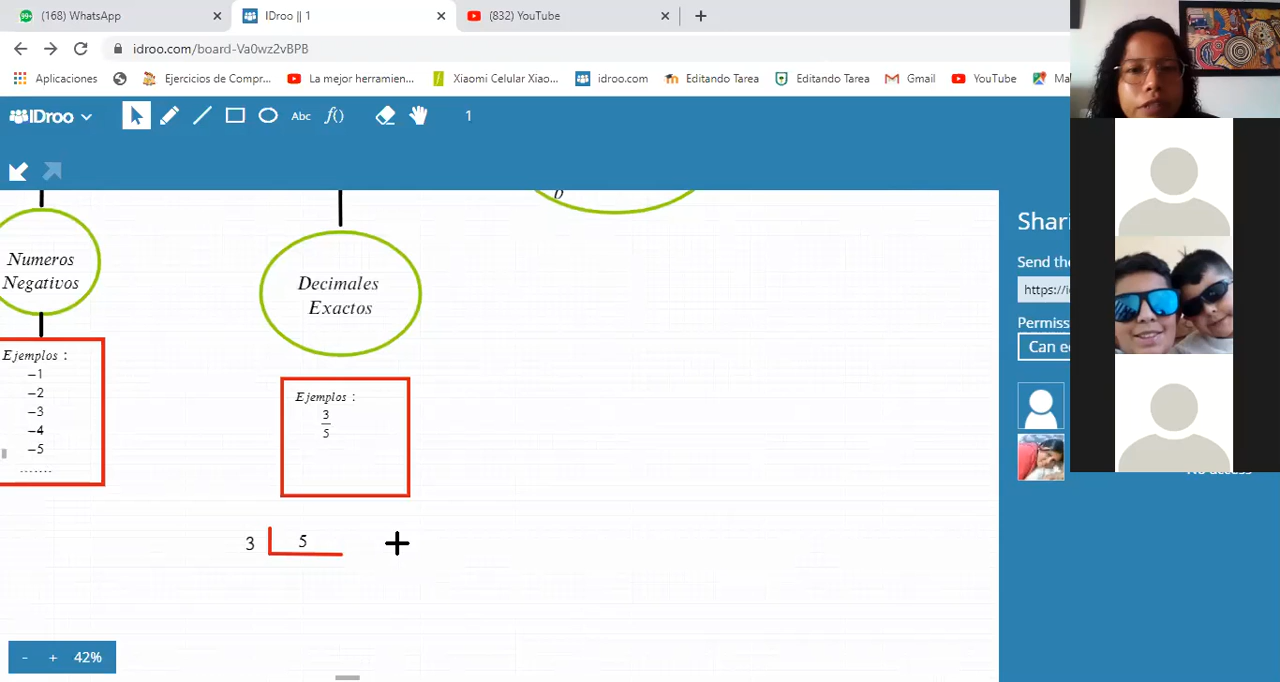 (168) WhatsApp
IDroo || 1
(832) YouTube
idroo.com/board-Va0wz2vBPB
Aplicaciones
Ejercicios de Compr...
La mejor herramien...
Xiaomi Celular Xiao...
idroo.com
Editando Tarea
Editando Tarea
Gmail
YouTube
IDroo
Abc
f()
1
b
Numeros
Negativos
Decimales
Exactos
Ejemplos :
−1
−2
−3
−4
−5
.......
Ejemplos :
3
5
3 5
Send the
https://
Permiss
Can
- + 42%